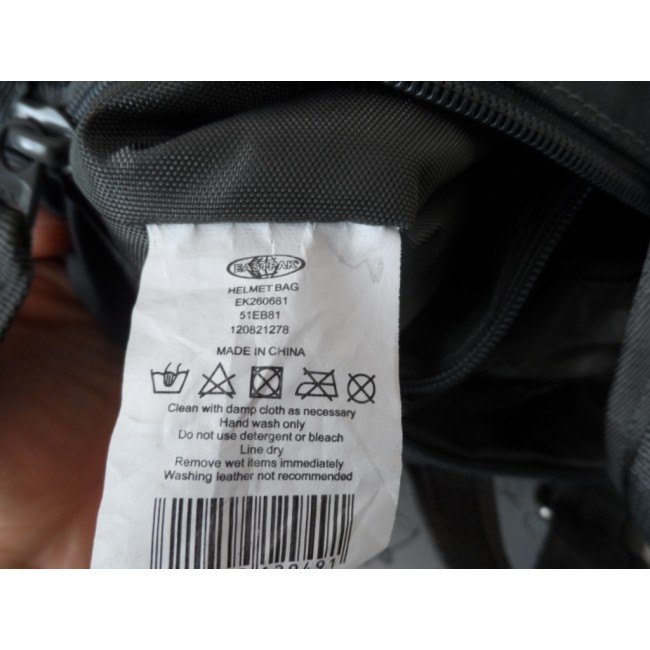 EASTPAK
HELMET BAG
EK260681
51EB81
120821278
MADE IN CHINA
Clean with damp cloth as necessary
Hand wash only
Do not use detergent or bleach
Line dry
Remove wet items immediately
Washing leather not recommended